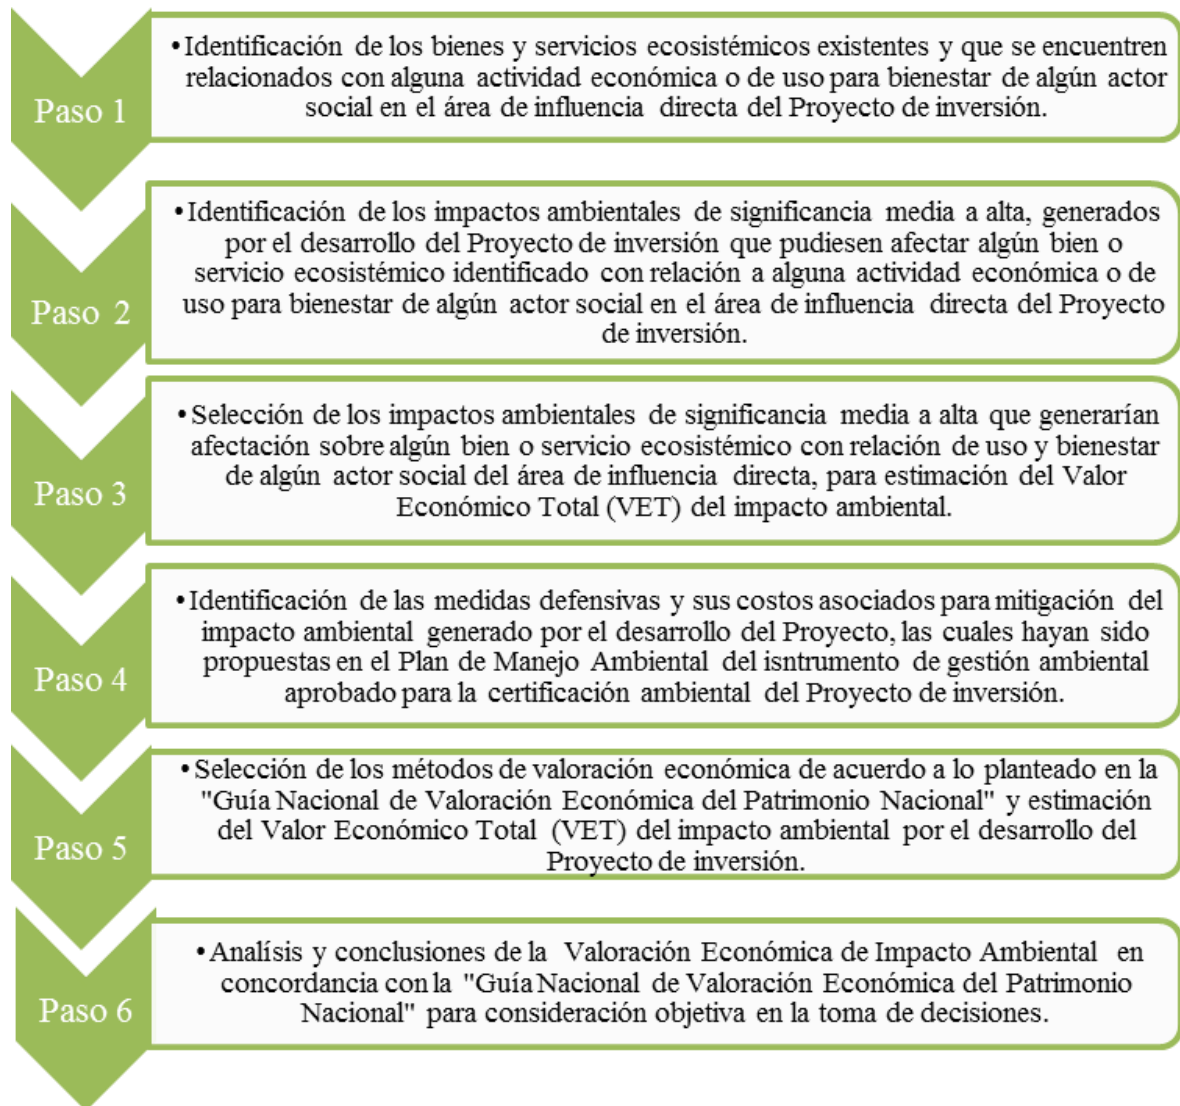 Paso 1
•Identificación de los bienes y servicios ecosistémicos existentes y que se encuentren
relacionados con alguna actividad económica o de uso para bienestar de algún actor
social en el área de influencia directa del Proyecto de inversión.
Paso 2
•Identificación de los impactos ambientales de significancia media a alta, generados
por el desarrollo del Proyecto de inversión que pudiesen afectar algún bien o
servicio ecosistémico identificado con relación a alguna actividad económica o de
uso para bienestar de algún actor social en el área de influencia directa del Proyecto
de inversión.
Paso 3
•Selección de los impactos ambientales de significancia media a alta que generarían
afectación sobre algún bien o servicio ecosistémico con relación de uso y bienestar
de algún actor social del área de influencia directa, para estimación del Valor
Económico Total (VET) del impacto ambiental.
Paso 4
•Identificación de las medidas defensivas y sus costos asociados para mitigación del
impacto ambiental generado por el desarrollo del Proyecto, las cuales hayan sido
propuestas en el Plan de Manejo Ambiental del isntrumento de gestión ambiental
aprobado para la certificación ambiental del Proyecto de inversión.
Paso 5
•Selección de los métodos de valoración económica de acuerdo a lo planteado en la
"Guía Nacional de Valoración Económica del Patrimonio Nacional" y estimación
del Valor Económico Total (VET) del impacto ambiental por el desarrollo del
Proyecto de inversión.
Paso 6
•Analísis y conclusiones de la Valoración Económica de Impacto Ambiental en
concordancia con la "Guía Nacional de Valoración Económica del Patrimonio
Nacional" para consideración objetiva en la toma de decisiones.